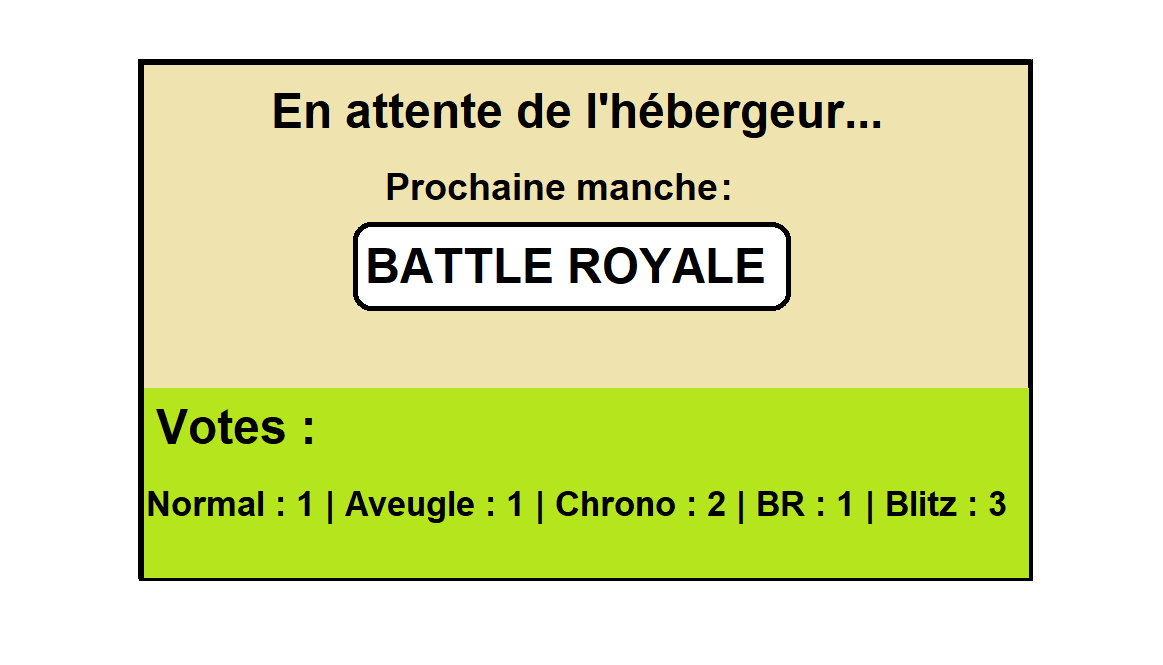 En attente de l'hébergeur...
Prochaine manche:
BATTLE ROYALE
Votes :
Normal : 1 | Aveugle : 1 | Chrono : 2 | BR : 1 | Blitz : 3